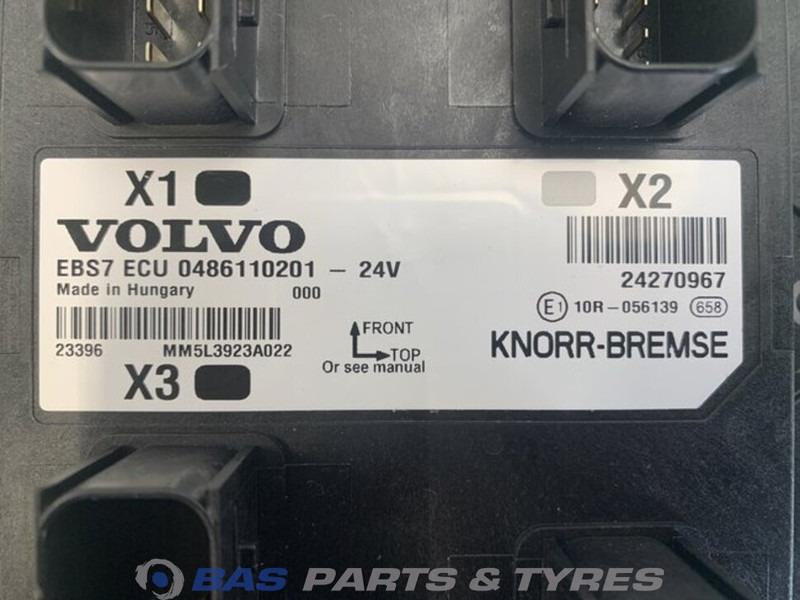 X1
X2
VOLVO
EBS7 ECU 0486110201 - 24V
Made in Hungary 000
24270967
E1 10R-056139 658
23396 MM5L3923A022
FRONT
TOP
Or see manual
KNORR-BREMSE
X3
BAS PARTS & TYRES